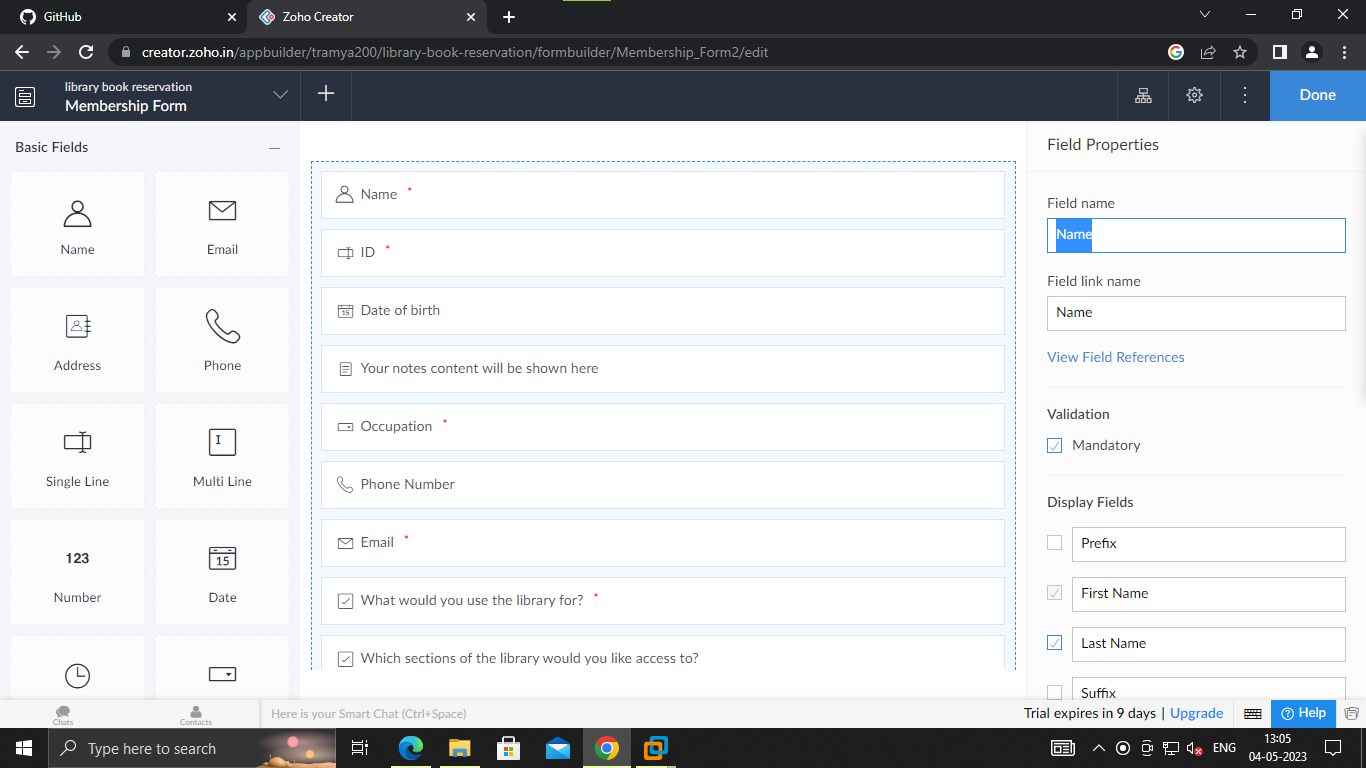 GitHub
Zoho Creator
creator.zoho.in/appbuilder/tramya200/library-book-reservation/formbuilder/Membership_Form2/edit
library book reservation
Membership Form
Done
Basic Fields
Name
Email
Address
Phone
Single Line
Multi Line
I
123
Number
15
Date
Name *
ID *
15
Date of birth
Your notes content will be shown here
Occupation *
Phone Number
Email *
What would you use the library for? *
Which sections of the library would you like access to?
Field Properties
Field name
Name
Field link name
Name
View Field References
Validation
Mandatory
Display Fields
Prefix
First Name
Last Name
Suffix
Chats
Contacts
Here is your Smart Chat (Ctrl+Space)
Trial expires in 9 days | Upgrade
Help
Type here to search
ENG
13:05
04-05-2023